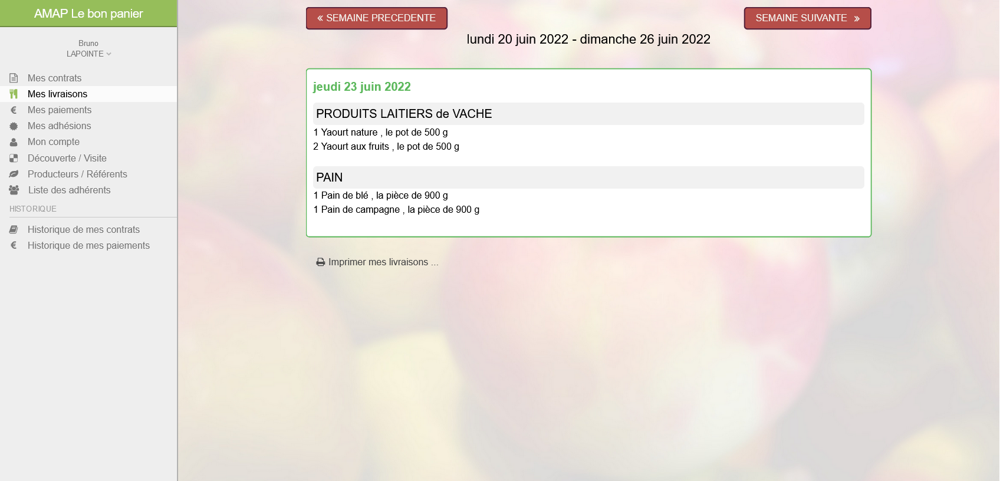 AMAP Le bon panier
Bruno
LAPOINTE
Mes contrats
Mes livraisons
Mes paiements
Mes adhésions
Mon compte
Découverte / Visite
Producteurs / Référents
Liste des adhérents
HISTORIQUE
Historique de mes contrats
Historique de mes paiements
« SEMAINE PRECEDENTE
SEMAINE SUIVANTE »
lundi 20 juin 2022 - dimanche 26 juin 2022
jeudi 23 juin 2022
PRODUITS LAITIERS de VACHE
1 Yaourt nature , le pot de 500 g
2 Yaourt aux fruits , le pot de 500 g
PAIN
1 Pain de blé , la pièce de 900 g
1 Pain de campagne , la pièce de 900 g
Imprimer mes livraisons ...